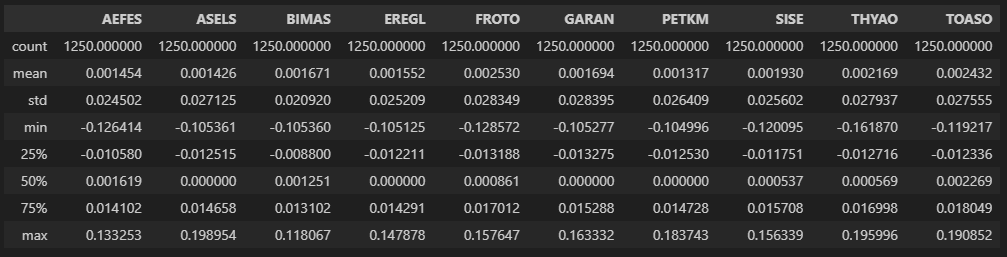 AEFES ASELS BIMAS EREGL FROTO GARAN PETKM SISE THYAO TOASO
count 1250.000000 1250.000000 1250.000000 1250.000000 1250.000000 1250.000000 1250.000000 1250.000000 1250.000000 1250.000000
mean 0.001454 0.001426 0.001671 0.001552 0.002530 0.001694 0.001317 0.001930 0.002169 0.002432
std 0.024502 0.027125 0.020920 0.025209 0.028349 0.028395 0.026409 0.025602 0.027937 0.027555
min -0.126414 -0.105361 -0.105360 -0.105125 -0.128572 -0.105277 -0.104996 -0.120095 -0.161870 -0.119217
25% -0.010580 -0.012515 -0.008800 -0.012211 -0.013188 -0.013275 -0.012530 -0.011751 -0.012716 -0.012336
50% 0.001619 0.000000 0.001251 0.000000 0.000861 0.000000 0.000000 0.000537 0.000569 0.002269
75% 0.014102 0.014658 0.013102 0.014291 0.017012 0.015288 0.014728 0.015708 0.016998 0.018049
max 0.133253 0.198954 0.118067 0.147878 0.157647 0.163332 0.183743 0.156339 0.195996 0.190852